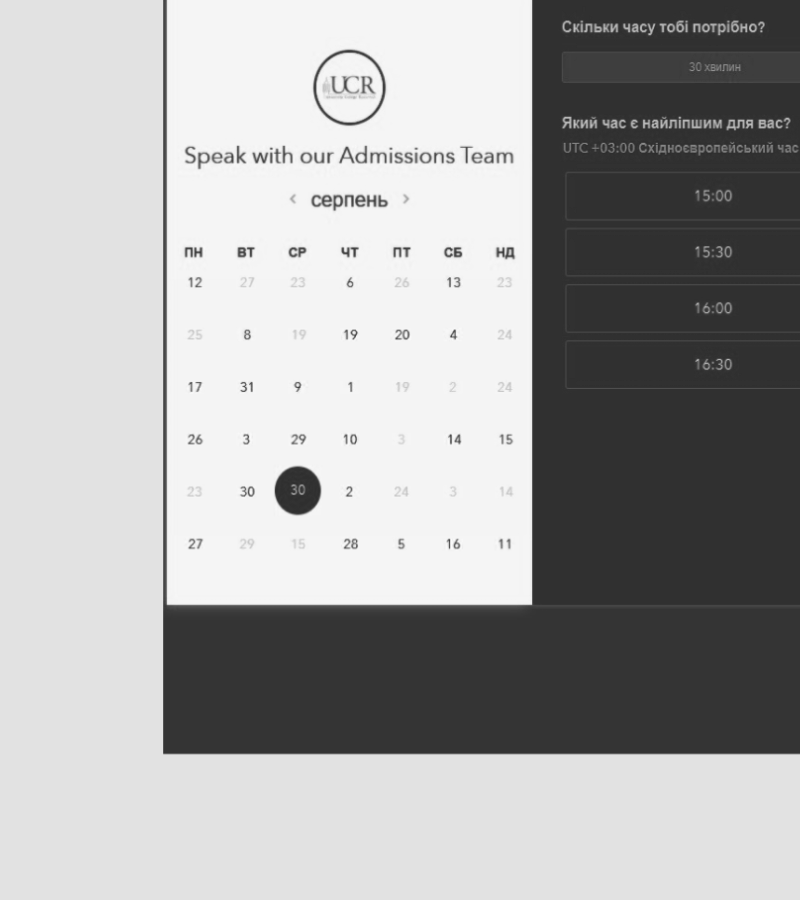 UCR
Speak with our Admissions Team
‹ серпень ›
ПН ВТ СР ЧТ ПТ СБ НД
12 27 23 6 26 13 23
25 8 19 19 20 4 24
17 31 9 1 19 2 24
26 3 29 10 3 14 15
23 30 30 2 24 3 14
27 29 15 28 5 16 11
Скільки часу тобі потрібно?
30 хвилин
Який час є найліпшим для вас?
UTC +03:00 Східноєвропейський час
15:00
15:30
16:00
16:30